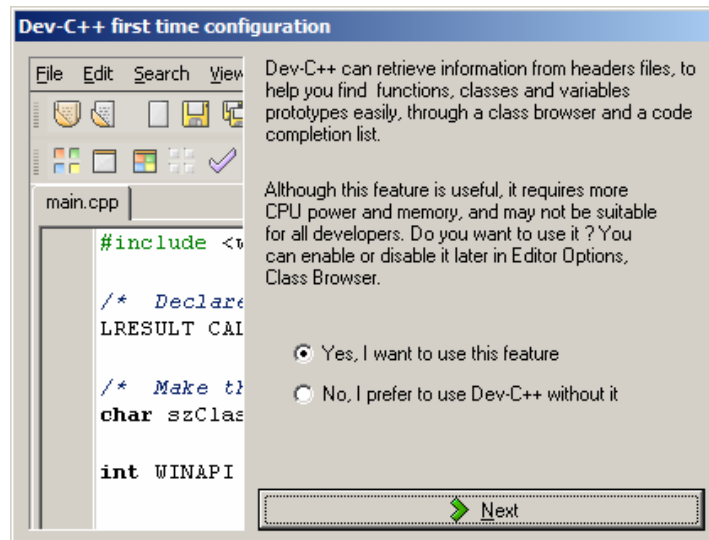 Dev-C++ first time configuration
File Edit Search View
main.cpp
#include <w
/* Declare
LRESULT CAL
/* Make th
char szClas
int WINAPI
Dev-C++ can retrieve information from headers files, to
help you find functions, classes and variables
prototypes easily, through a class browser and a code
completion list.
Although this feature is useful, it requires more
CPU power and memory, and may not be suitable
for all developers. Do you want to use it ? You
can enable or disable it later in Editor Options,
Class Browser.
Yes, I want to use this feature
No, I prefer to use Dev-C++ without it
Next